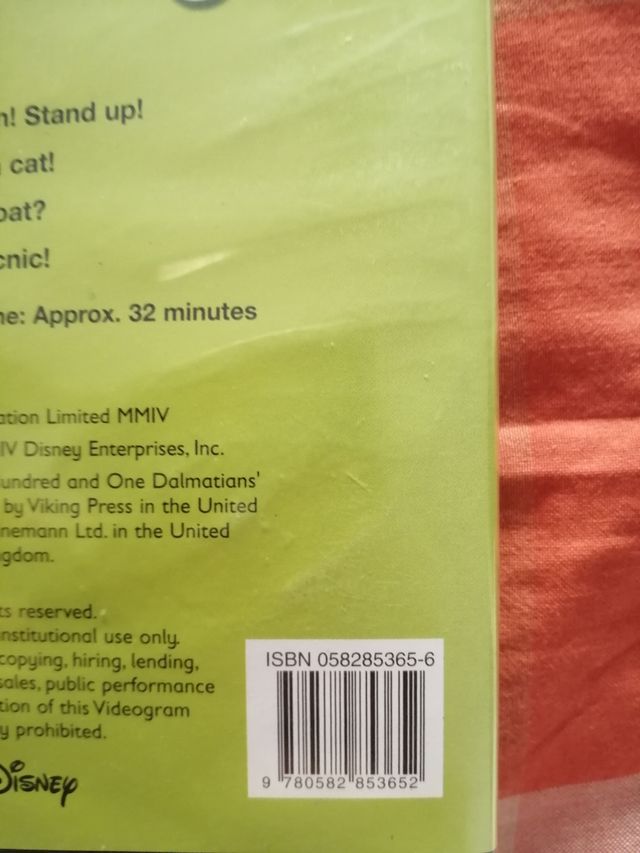 ! Stand up!
cat!
oat?
cnic!
ne: Approx. 32 minutes
ation Limited MMIV
IV Disney Enterprises, Inc.
undred and One Dalmatians'
by Viking Press in the United
nemann Ltd. in the United
gdom.
ts reserved.
nstitutional use only.
copying, hiring, lending,
sales, public performance
tion of this Videogram
y prohibited.
DISNEY
ISBN 058285365-6
9 780582 853652